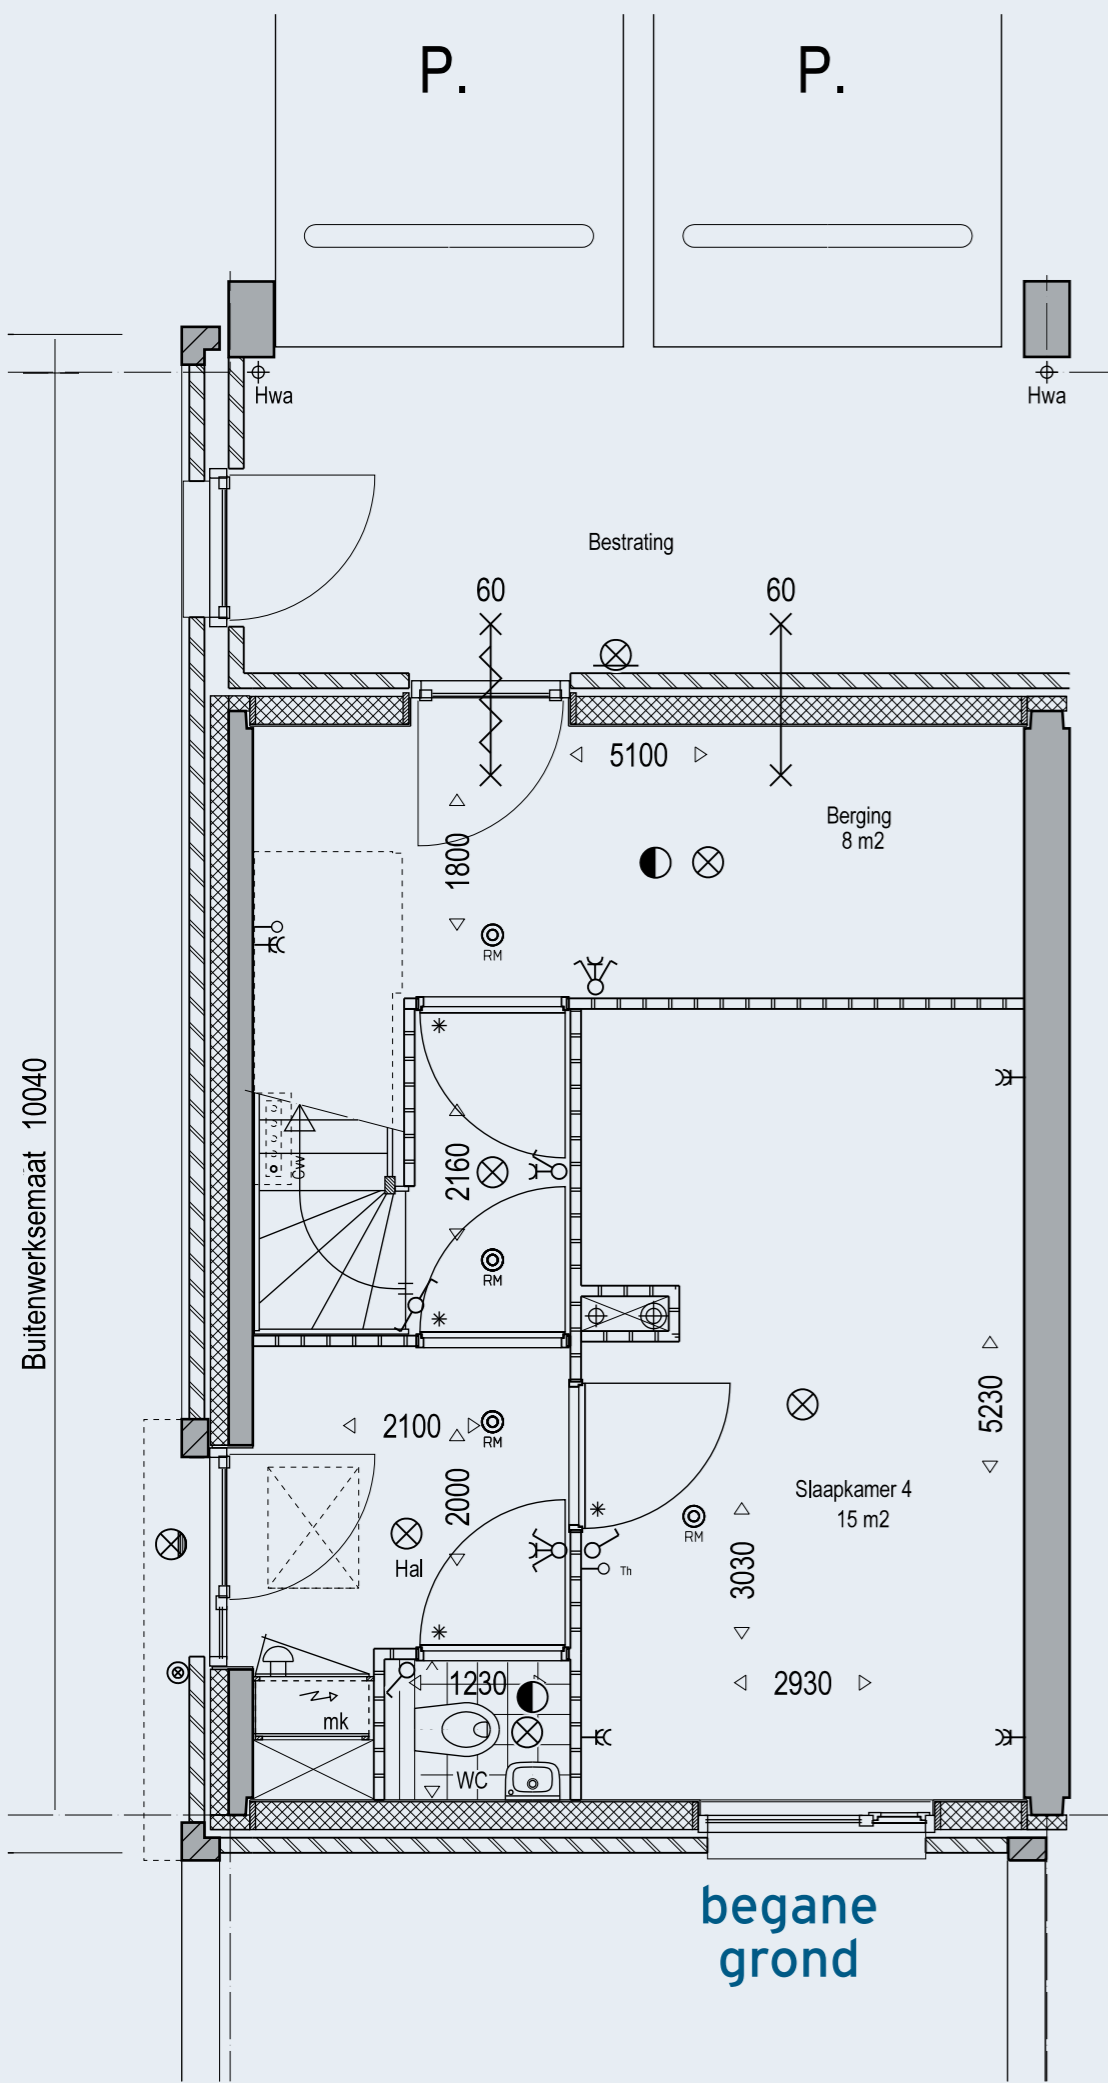 P.
P.
Hwa
Hwa
Bestrating
60
60
5100
Berging
8 m2
1800
RM
Buitenwerksemaat 10040
2160
CW
RM
5230
2100
RM
2000
Slaapkamer 4
15 m2
RM
Hal
3030
Th
1230
2930
mk
WC
begane
grond